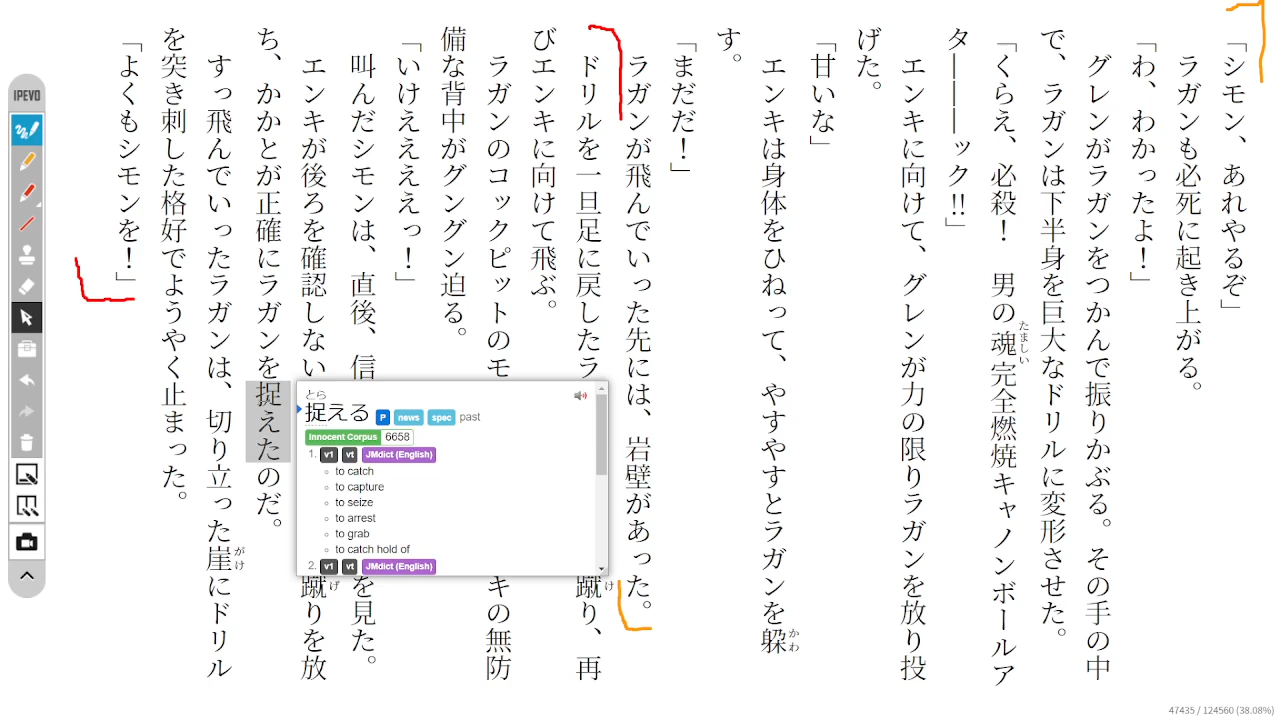 「シモン、あれやるぞ」
ラガンも必死に起き上がる。
「わ、わかったよ！」
グレンがラガンをつかんで振りかぶる。その手の中
で、ラガンは下半身を巨大なドリルに変形させた。
「くらえ、必殺！　男の魂たましい完全燃焼キャノンボールア
タ―――ック!!」
エンキに向けて、グレンが力の限りラガンを放り投
げた。
「甘いな」
エンキは身体をひねって、やすやすとラガンを躱かわ
す。
「まだだ！」
ラガンが飛んでいった先には、岩壁があった。
ドリルを一旦足に戻したラ 蹴けり、再
びエンキに向けて飛ぶ。
ラガンのコックピットのモ キの無防
備な背中がグングン迫る。
「いけええええっ！」
叫んだシモンは、直後、信 を見た。
エンキが後ろを確認しない 蹴げりを放
ち、かかとが正確にラガンを捉えたのだ。
すっ飛んでいったラガンは、切り立った崖がけにドリル
を突き刺した格好でようやく止まった。
「よくもシモンを！」
IPEVO
とら
捉える P news spec past
Innocent Corpus 6658
1. v1 vt JMdict (English)
to catch
to capture
to seize
to arrest
to grab
to catch hold of
2. v1 vt JMdict (English)
47435 / 124560 (38.08%)